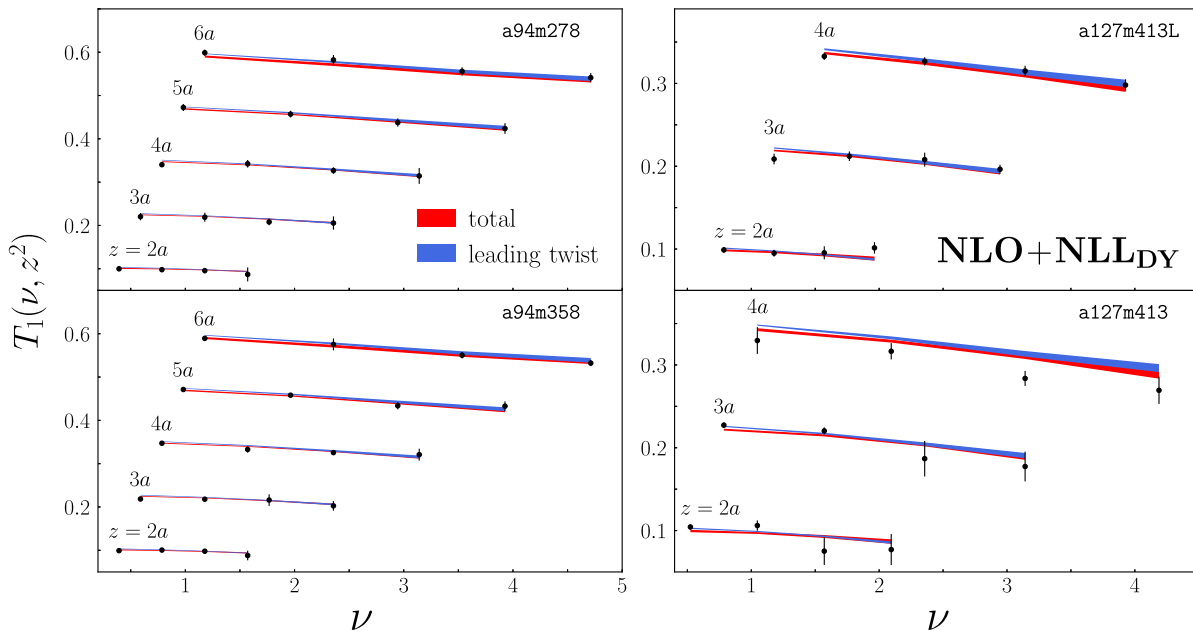 T₁(ν, z²)
a94m278
6a
5a
4a
3a
z = 2a
0.6
0.4
0.2
total
leading twist
a127m413L
4a
3a
z = 2a
0.3
0.2
0.1
NLO+NLL_DY
a94m358
6a
5a
4a
3a
z = 2a
0.6
0.4
0.2
1 2 3 4 5
ν
a127m413
4a
3a
z = 2a
0.3
0.2
0.1
1 2 3 4
ν